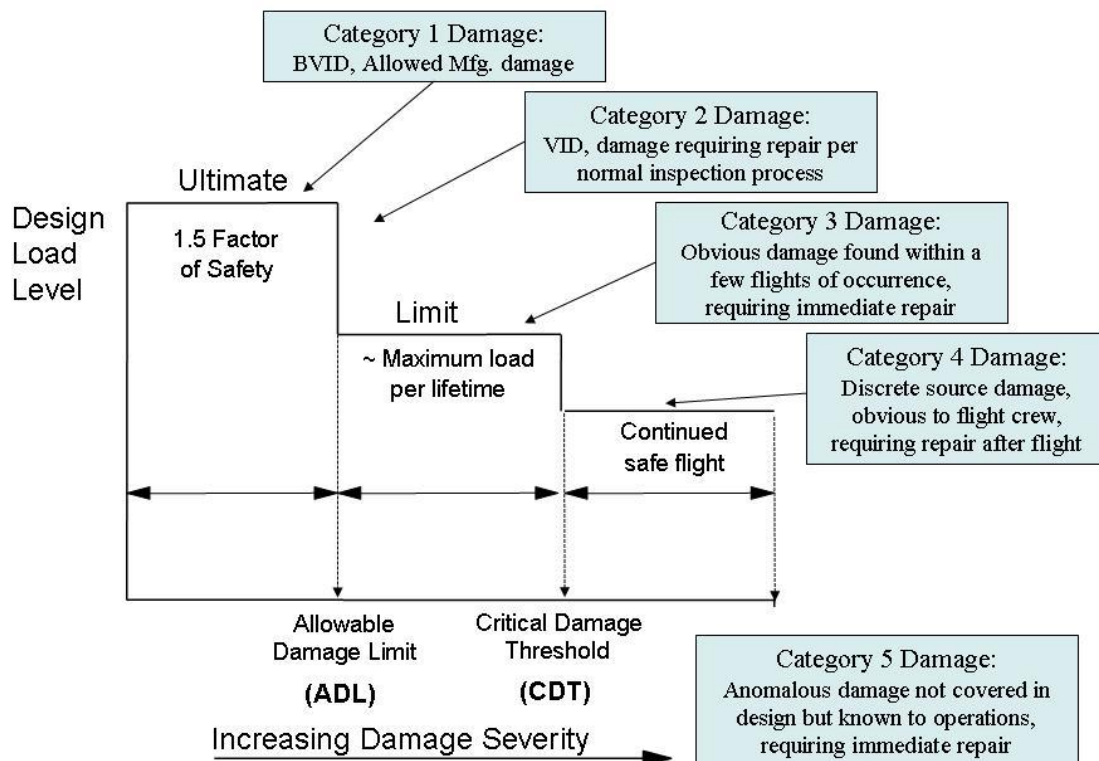 Category 1 Damage:
BVID, Allowed Mfg. damage
Category 2 Damage:
VID, damage requiring repair per
normal inspection process
Ultimate
Design
Load
Level
1.5 Factor
of Safety
Category 3 Damage:
Obvious damage found within a
few flights of occurrence,
requiring immediate repair
Limit
~ Maximum load
per lifetime
Category 4 Damage:
Discrete source damage,
obvious to flight crew,
requiring repair after flight
Continued
safe flight
Allowable
Damage Limit
(ADL)
Critical Damage
Threshold
(CDT)
Category 5 Damage:
Anomalous damage not covered in
design but known to operations,
requiring immediate repair
Increasing Damage Severity